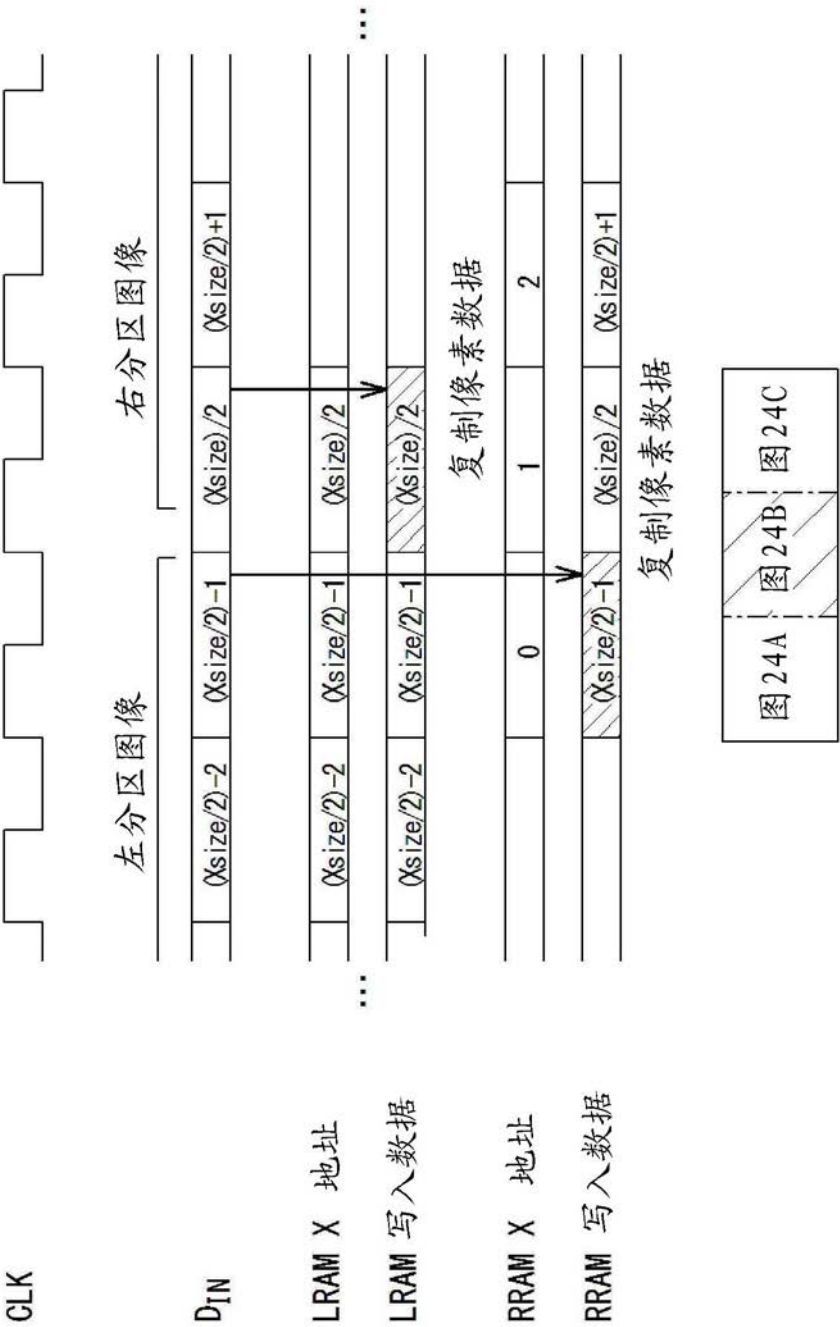 CLK
左分区图像
右分区图像
DIN
(Xsize/2)-2
(Xsize/2)-1
(Xsize)/2
(Xsize/2)+1
...
...
LRAM X 地址
(Xsize/2)-2
(Xsize/2)-1
(Xsize)/2
LRAM 写入数据
(Xsize/2)-2
(Xsize/2)-1
(Xsize)/2
复制像素数据
RRAM X 地址
0
1
2
RRAM 写入数据
(Xsize/2)-1
(Xsize)/2
(Xsize/2)+1
复制像素数据
图24A
图24B
图24C